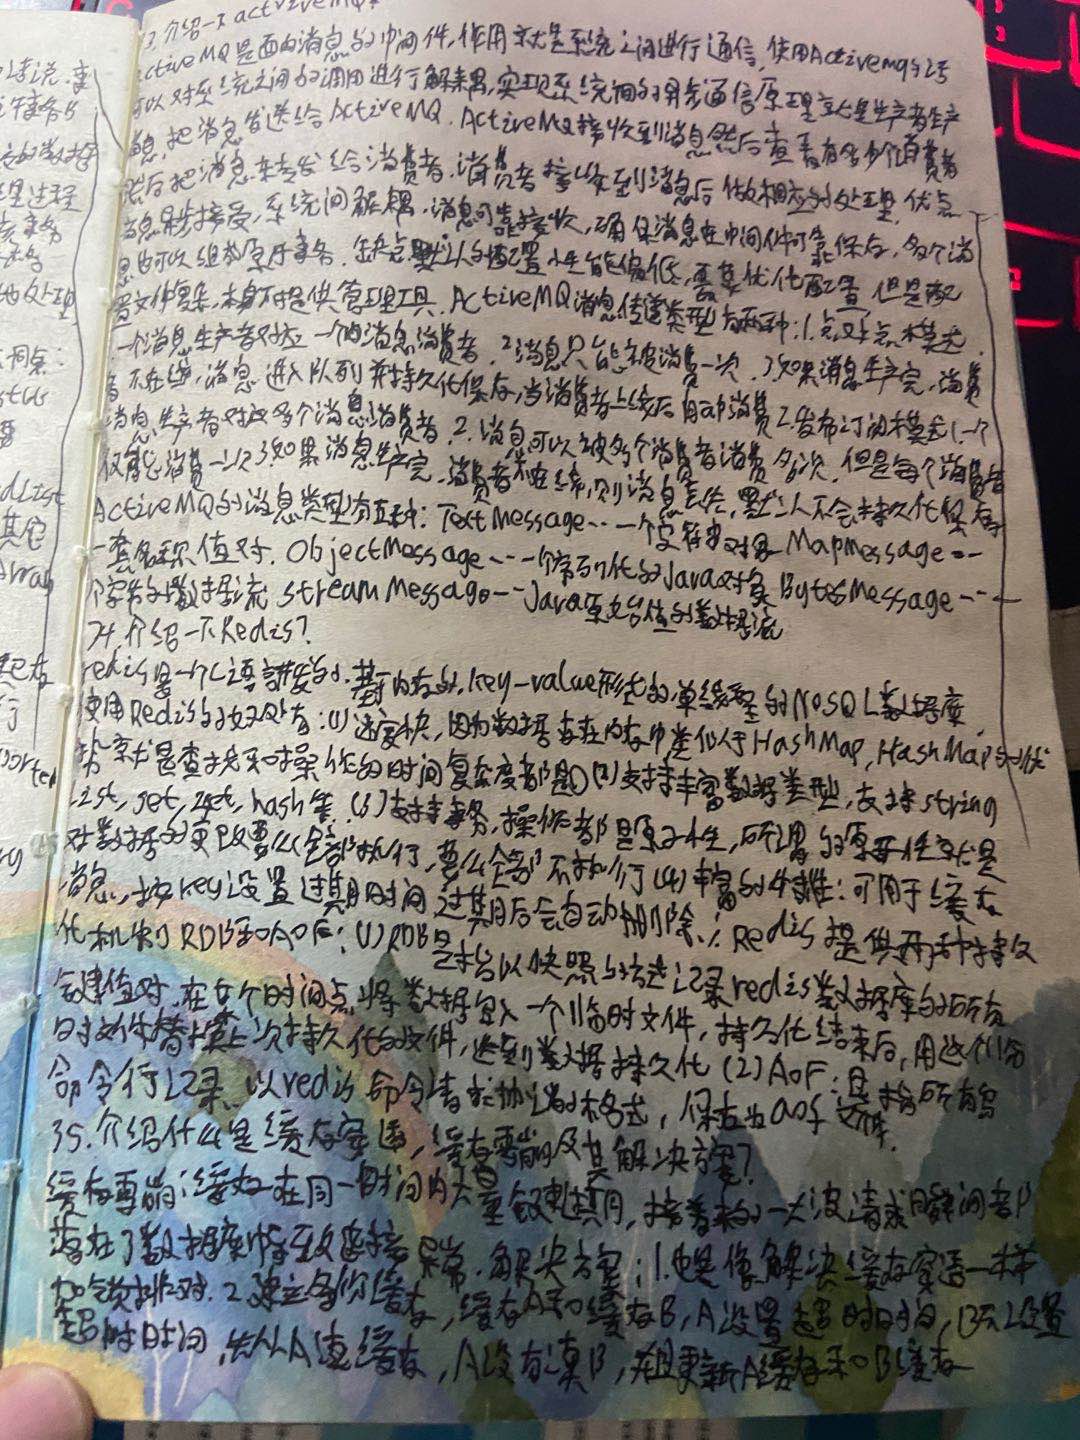 介绍一下activeMQ?
ActiveMQ是面向消息的中间件,作用就是系统之间进行通信,使用Activemq
可以对系统之间的调用进行解耦,实现系统间的异步通信原理就是生产者生产
消息,把消息发送给ActiveMQ,ActiveMQ接收到消息然后查看有多少个消费者
然后把消息转发给消费者,消费者接收到消息后做相应的处理,优点
消息异步接受,系统间解耦,消息可靠接收,确保消息在中间件可靠保存,多个消
息也可以组成原子事务.缺点默认的配置性能偏低,需要优化配置,但是配
置文件复杂,本身不提供管理工具.ActiveMQ消息传递类型有两种:1.点对点模式.
一个消息生产者对应一个消息消费者.2消息只能被消费一次.3如果消息生产完,消费
者不在线,消息进入队列并持久化保存,当消费者上线后自动消费2.发布订阅模式1.一个
消息生产者对应多个消息消费者.2.消息可以被多个消费者消费多次,但是每个消费者
仅能消费一次3.如果消息生产完,消费者不在线,则消息丢失,默认不会持久化保存
ActiveMQ的消息类型有五种:TextMessage--一个字符串对象MapMessage--
一套名称值对.ObjectMessage---一个序列化的Java对象BytesMessage---
个字节的数据流StreamMessage--Java原始值的数据流
34.介绍一下Redis?
redis是一个C语言开发的,基于内存的,key-value形式的单线程的NoSQL数据库
使用Redis的好处有:(1)速度快,因为数据存在内存中类似于HashMap,HashMap的优
势就是查找和操作的时间复杂度都是(2)支持丰富数据类型,支持string
list,set,zset,hash等.(3)支持事务,操作都是原子性,所谓的原子性就是
对数据的更改要么全部执行,要么全部不执行(4)丰富的特性:可用于缓存
消息,按key设置过期时间,过期后会自动删除.Redis提供两种持久
化机制RDB和AOF:(1)RDB是指以快照的方式记录redis数据库的所有
键值对,在某个时间点将数据写入一个临时文件,持久化结束后,用这个临
时文件替换上次持久化的文件,达到数据持久化(2)AOF:是指所有写
命令行记录以redis命令请求协议的格式,保存为aof文件.
35.介绍什么是缓存穿透,缓存雪崩及其解决方案?
缓存雪崩:缓存在同一时间内大量键过期,接着来的一大波请求瞬间都
落在了数据库中导致连接异常.解决方案:1.也是像解决缓存穿透一样
加锁排队.2建立备份缓存,缓存A和缓存B,A设置超时时间,B不设置
超时时间,先从A读缓存,A没有读B,并且更新A缓存和B缓存